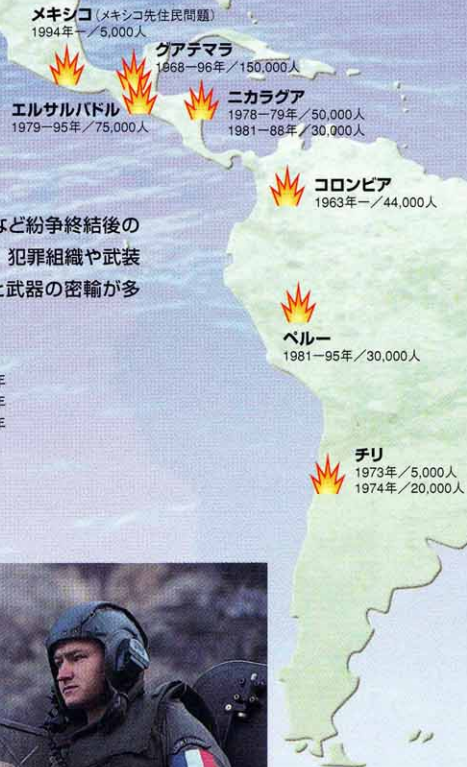 メキシコ（メキシコ先住民問題）
1994年ー／5,000人
グアテマラ
1968ー96年／150,000人
エルサルバドル
1979ー95年／75,000人
ニカラグア
1978ー79年／50,000人
1981ー88年／30,000人
コロンビア
1963年ー／44,000人
など紛争終結後の
犯罪組織や武装
と武器の密輸が多
ペルー
1981ー95年／30,000人
年
年
年
チリ
1973年／5,000人
1974年／20,000人